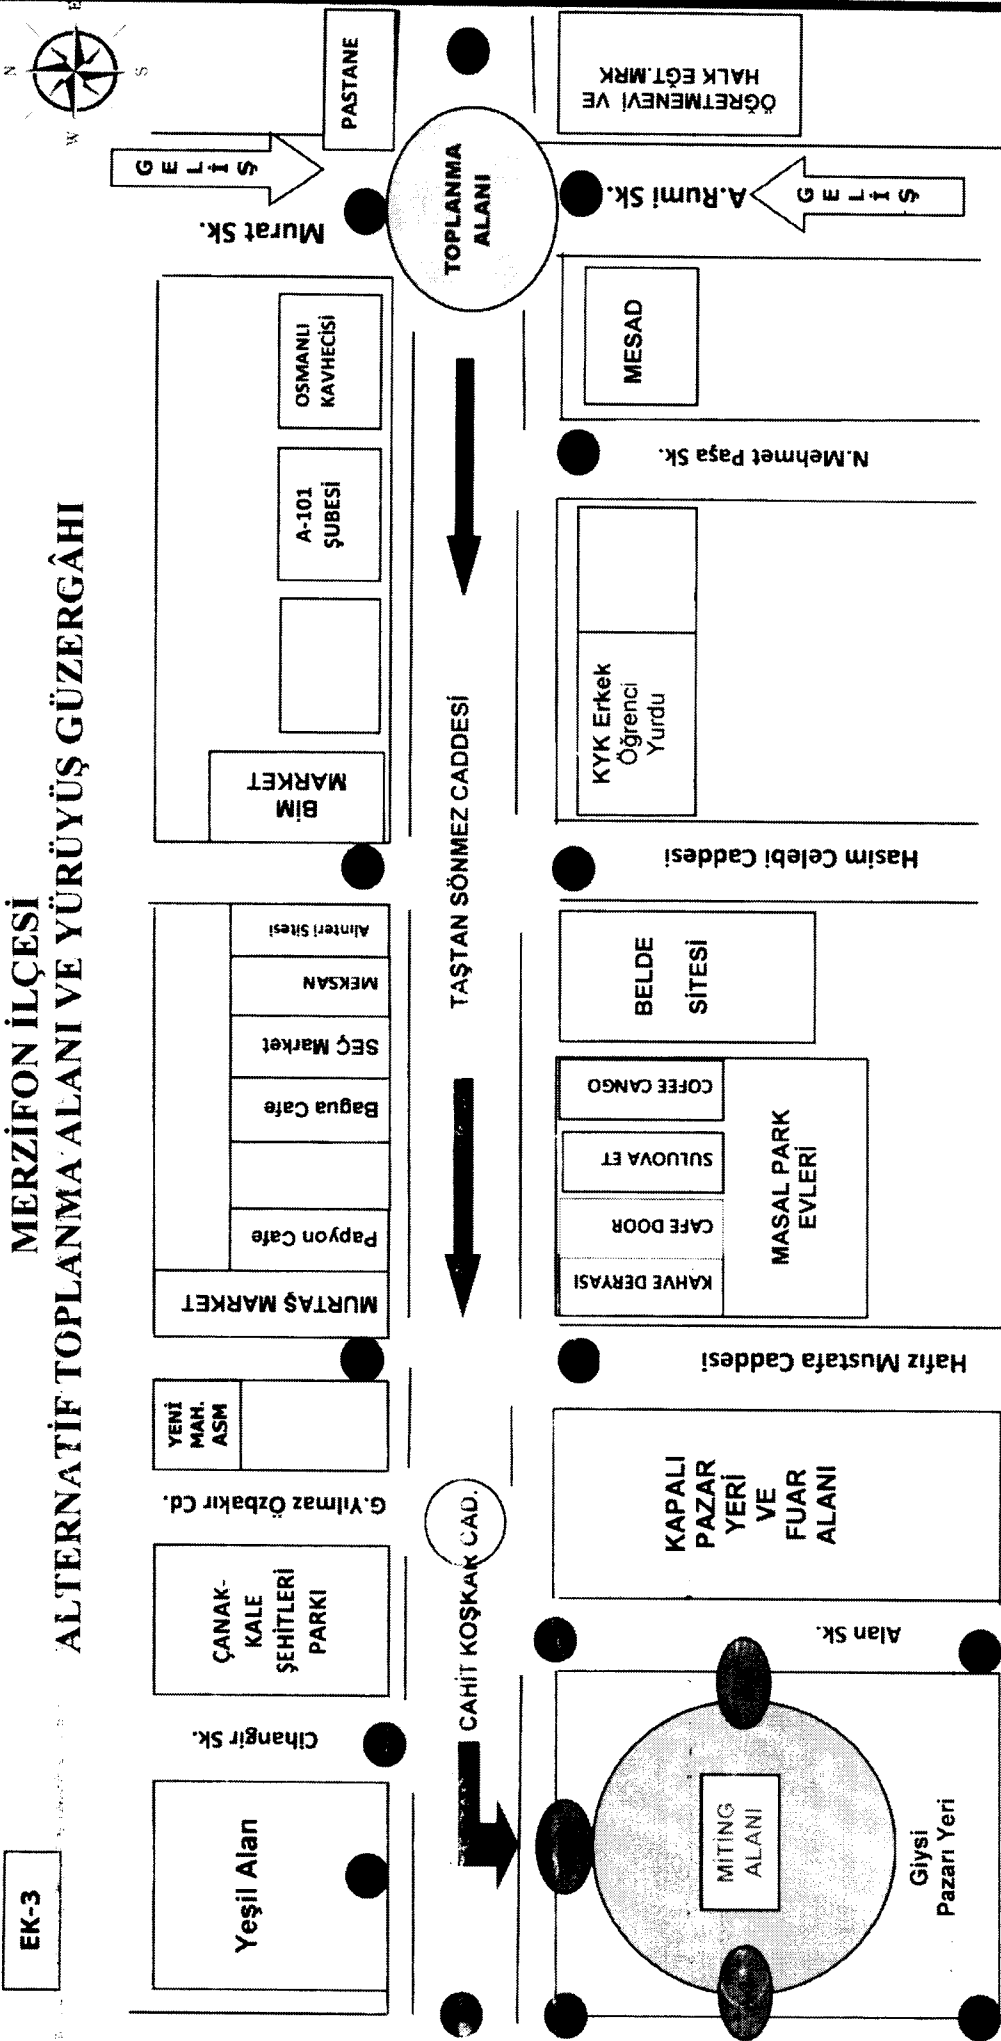 EK-3
MERZİFON İLÇESİ
ALTERNATİF TOPLANMA ALANI VE YÜRÜYÜŞ GÜZERGÂHI
N
E
S
W
Yeşil Alan
Cihangir Sk.
ÇANAK-
KALE
ŞEHİTLERİ
PARKI
G.Yılmaz Özbakır Cd.
YENİ
MAH.
ASM
MURTAŞ MARKET
Papyon Cafe
Bagua Cafe
SEÇ Market
MEKSAN
Alınteri Sitesi
BİM
MARKET
A-101
ŞUBESİ
OSMANLI
KAVHECİSİ
Murat Sk.
GELİŞ
PASTANE
CAHİT KOŞKAR CAD.
TAŞTAN SÖNMEZ CADDESİ
TOPLANMA
ALANI
MİTİNG
ALANI
Giysi
Pazarı Yeri
Alan Sk.
KAPALI
PAZAR
YERİ
VE
FUAR
ALANI
Hafız Mustafa Caddesi
KAHVE DERYASI
CAFE DOOR
SULUOVA ET
COFEE CANGO
MASAL PARK
EVLERİ
BELDE
SİTESİ
Hasim Celebi Caddesi
KYK Erkek
Öğrenci
Yurdu
N.Mehmet Paşa Sk.
MESAD
A.Rumi Sk.
GELİŞ
ÖĞRETMENEVİ VE
HALK EĞT.MRK